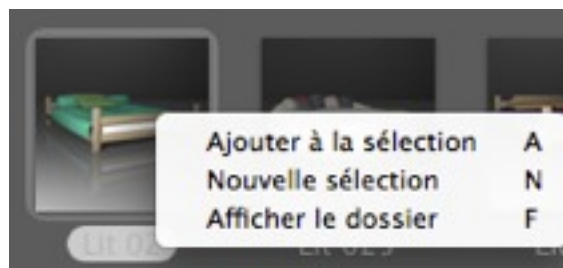 Ajouter à la sélection A
Nouvelle sélection N
Afficher le dossier F
Lit 02